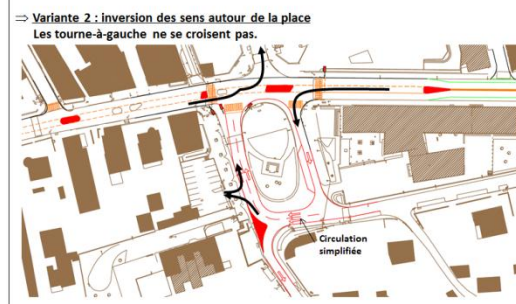 ⇒ Variante 2 : inversion des sens autour de la place
Les tourne-à-gauche ne se croisent pas.
Circulation
simplifiée